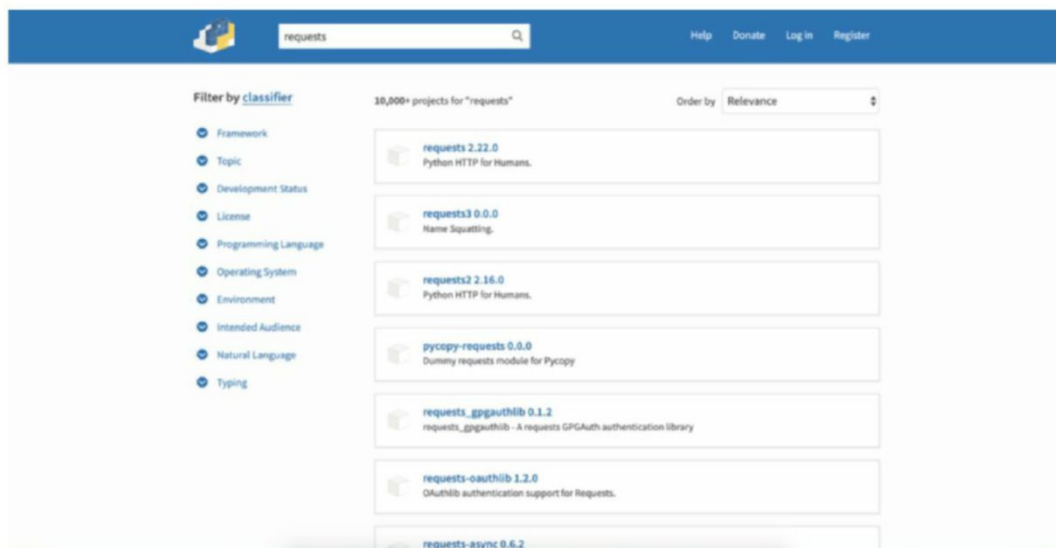 requests
Help
Donate
Log in
Register
Filter by classifier
Framework
Topic
Development Status
License
Programming Language
Operating System
Environment
Intended Audience
Natural Language
Typing
10,000+ projects for "requests"
Order by
Relevance
requests 2.22.0
Python HTTP for Humans.
requests3 0.0.0
Name Squatting.
requests2 2.16.0
Python HTTP for Humans.
pycopy-requests 0.0.0
Dummy requests module for Pycopy
requests_gpgauthlib 0.1.2
requests_gpgauthlib - A requests GPGAuth authentication library
requests-oauthlib 1.2.0
OAuthlib authentication support for Requests.
requests-async 0.6.2